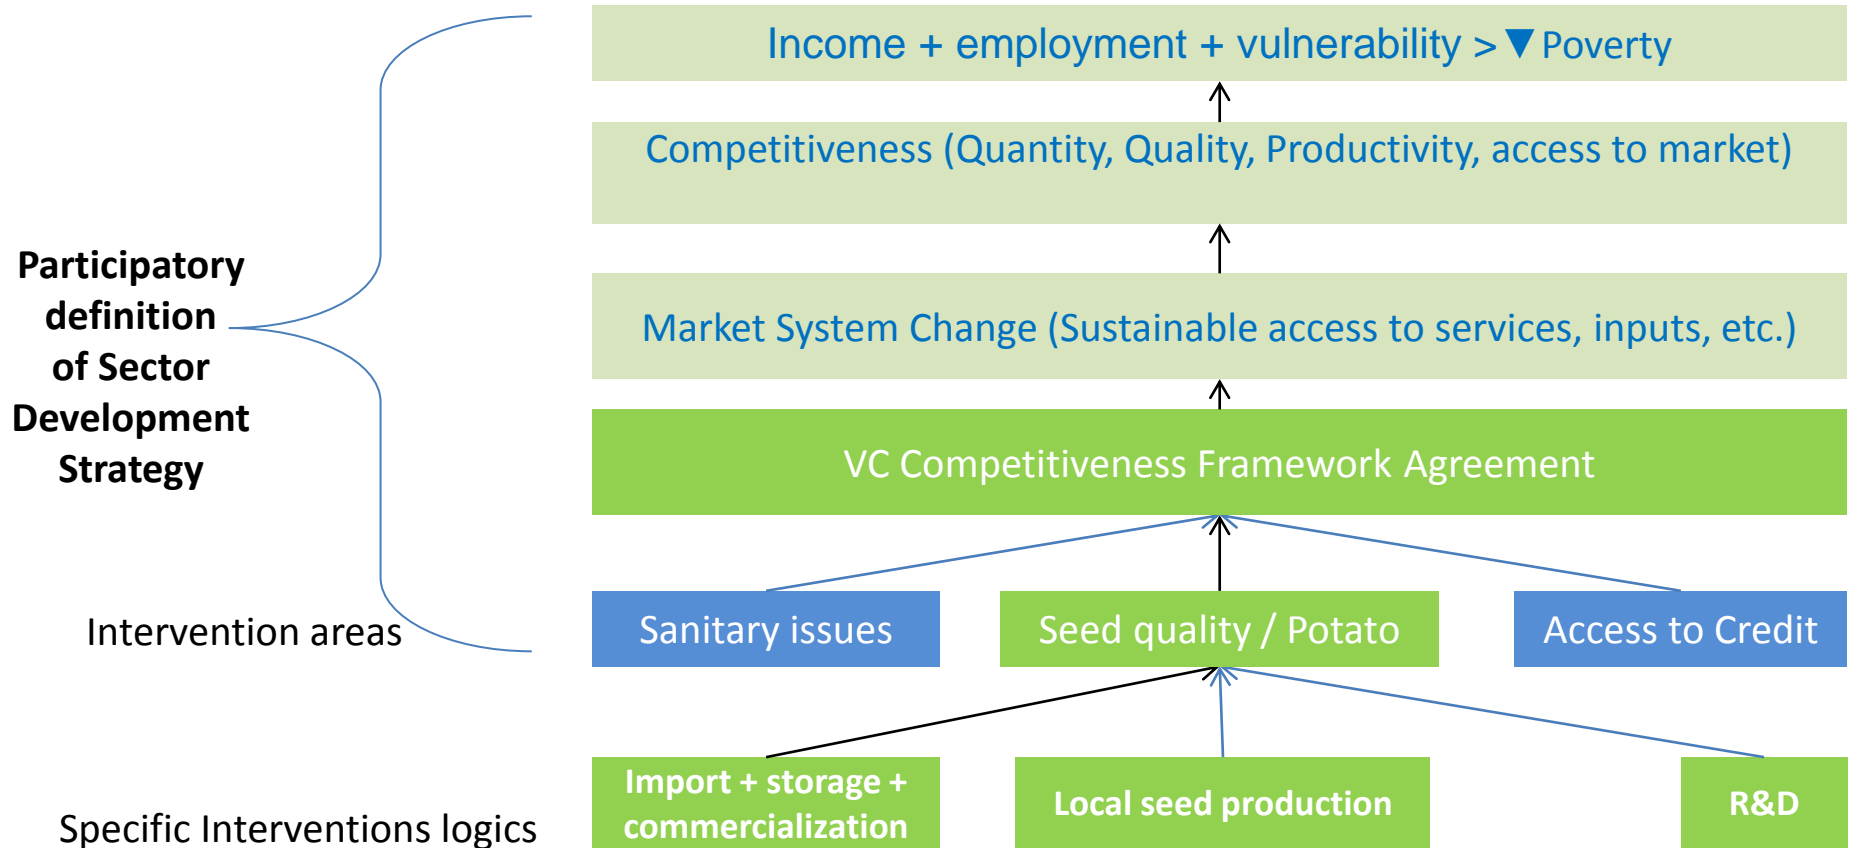 Income + employment + vulnerability > ▼ Poverty
Competitiveness (Quantity, Quality, Productivity, access to market)
Participatory
definition
of Sector
Development
Strategy
Market System Change (Sustainable access to services, inputs, etc.)
VC Competitiveness Framework Agreement
Intervention areas
Sanitary issues
Seed quality / Potato
Access to Credit
Specific Interventions logics
Import + storage +
commercialization
Local seed production
R&D